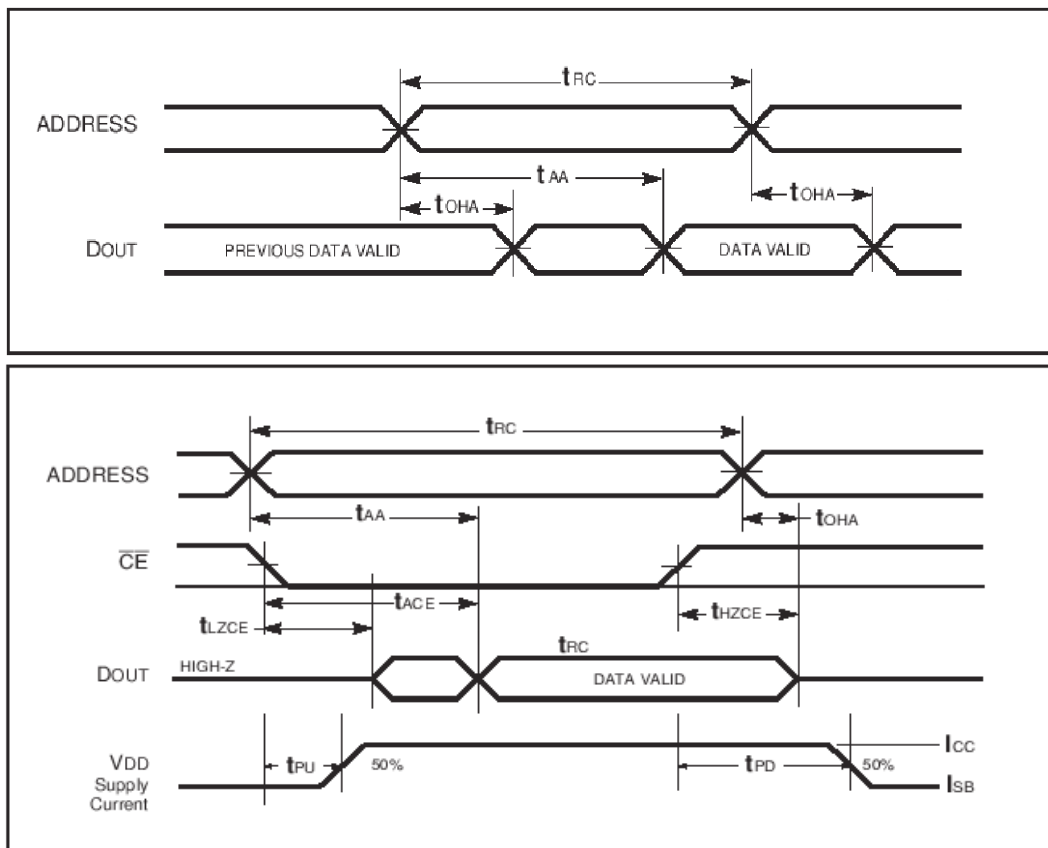 tRC
ADDRESS
tAA
tOHA
tOHA
DOUT
PREVIOUS DATA VALID
DATA VALID
tRC
ADDRESS
tAA
tOHA
CE
tACE
tLZCE
tHZCE
tRC
DOUT
HIGH-Z
DATA VALID
ICC
VDD
Supply
Current
tPU
50%
tPD
50%
ISB